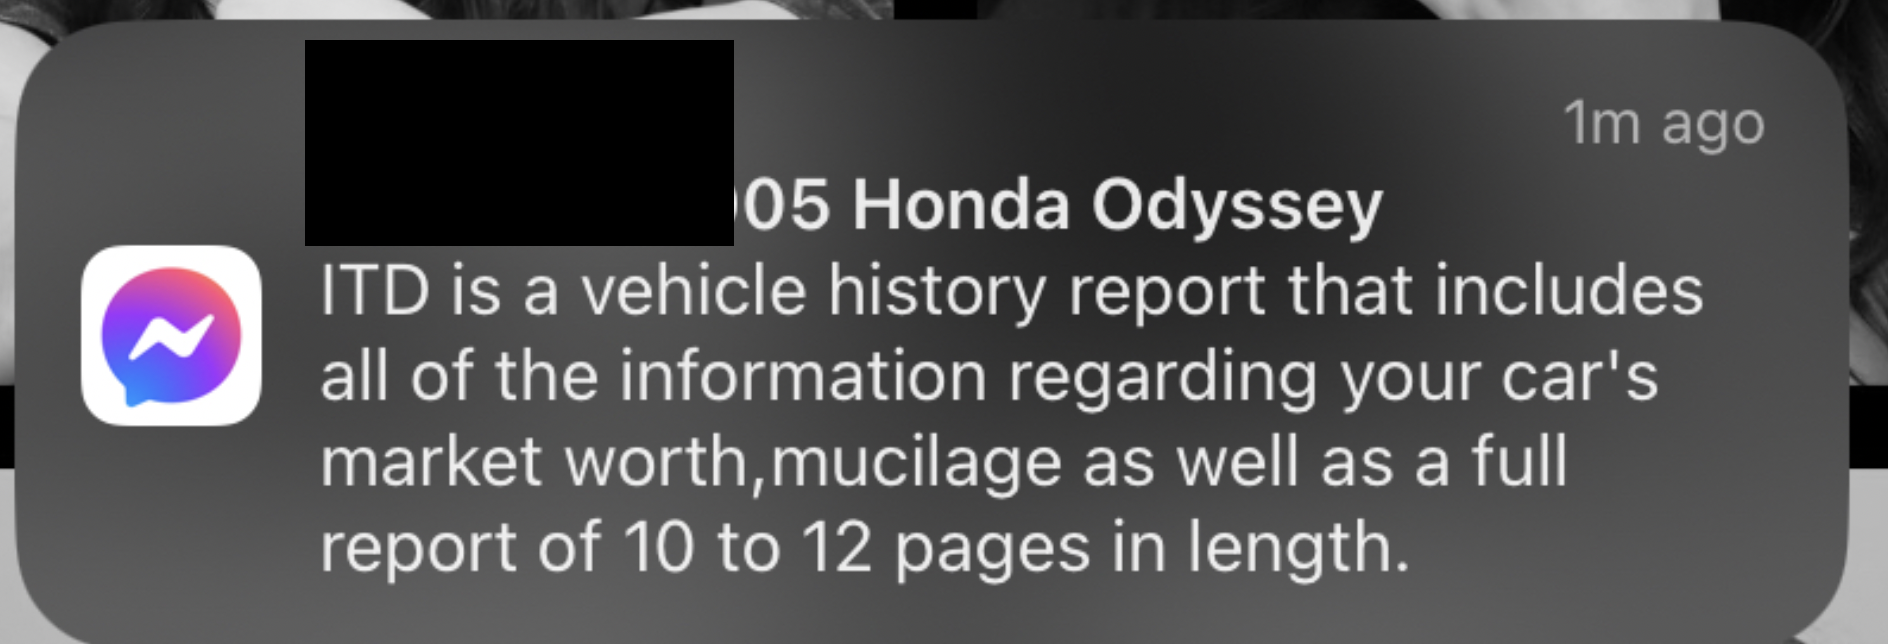 1m ago
05 Honda Odyssey
ITD is a vehicle history report that includes
all of the information regarding your car's
market worth,mucilage as well as a full
report of 10 to 12 pages in length.